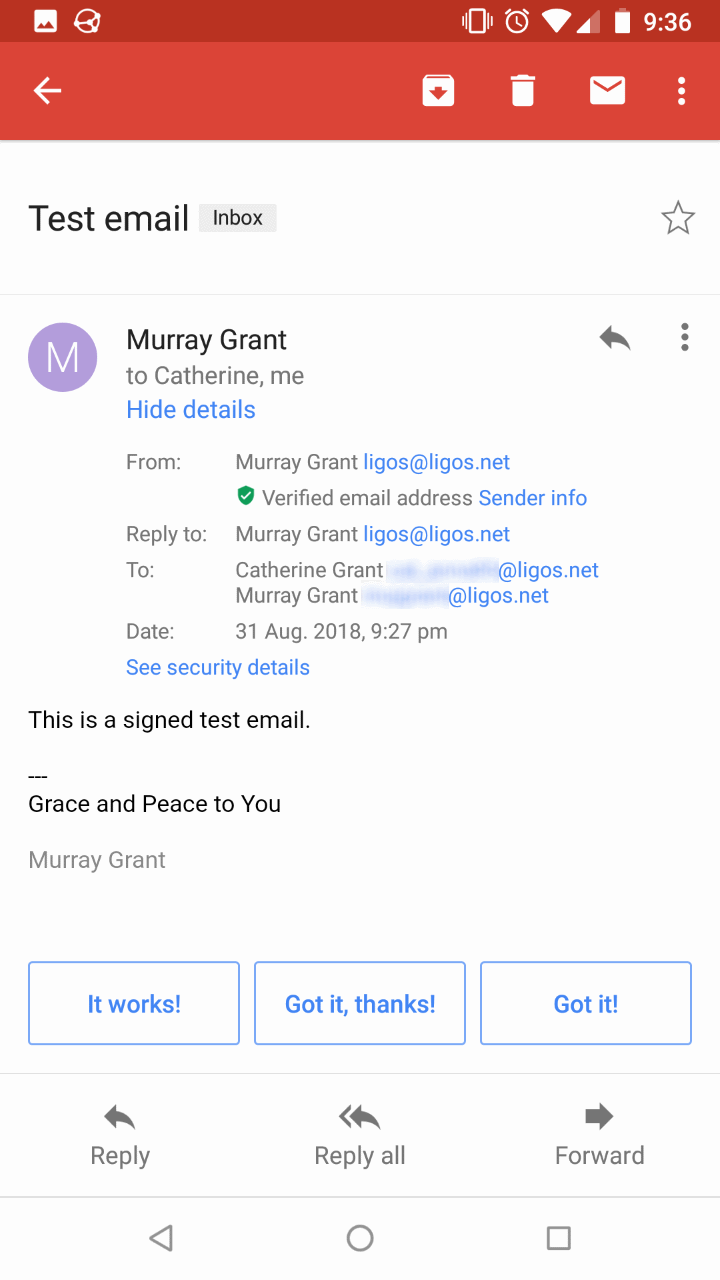 9:36
Test email Inbox
M
Murray Grant
to Catherine, me
Hide details
From: Murray Grant ligos@ligos.net
Verified email address Sender info
Reply to: Murray Grant ligos@ligos.net
To: Catherine Grant @ligos.net
Murray Grant @ligos.net
Date: 31 Aug. 2018, 9:27 pm
See security details
This is a signed test email.
---
Grace and Peace to You
Murray Grant
It works! Got it, thanks! Got it!
Reply Reply all Forward